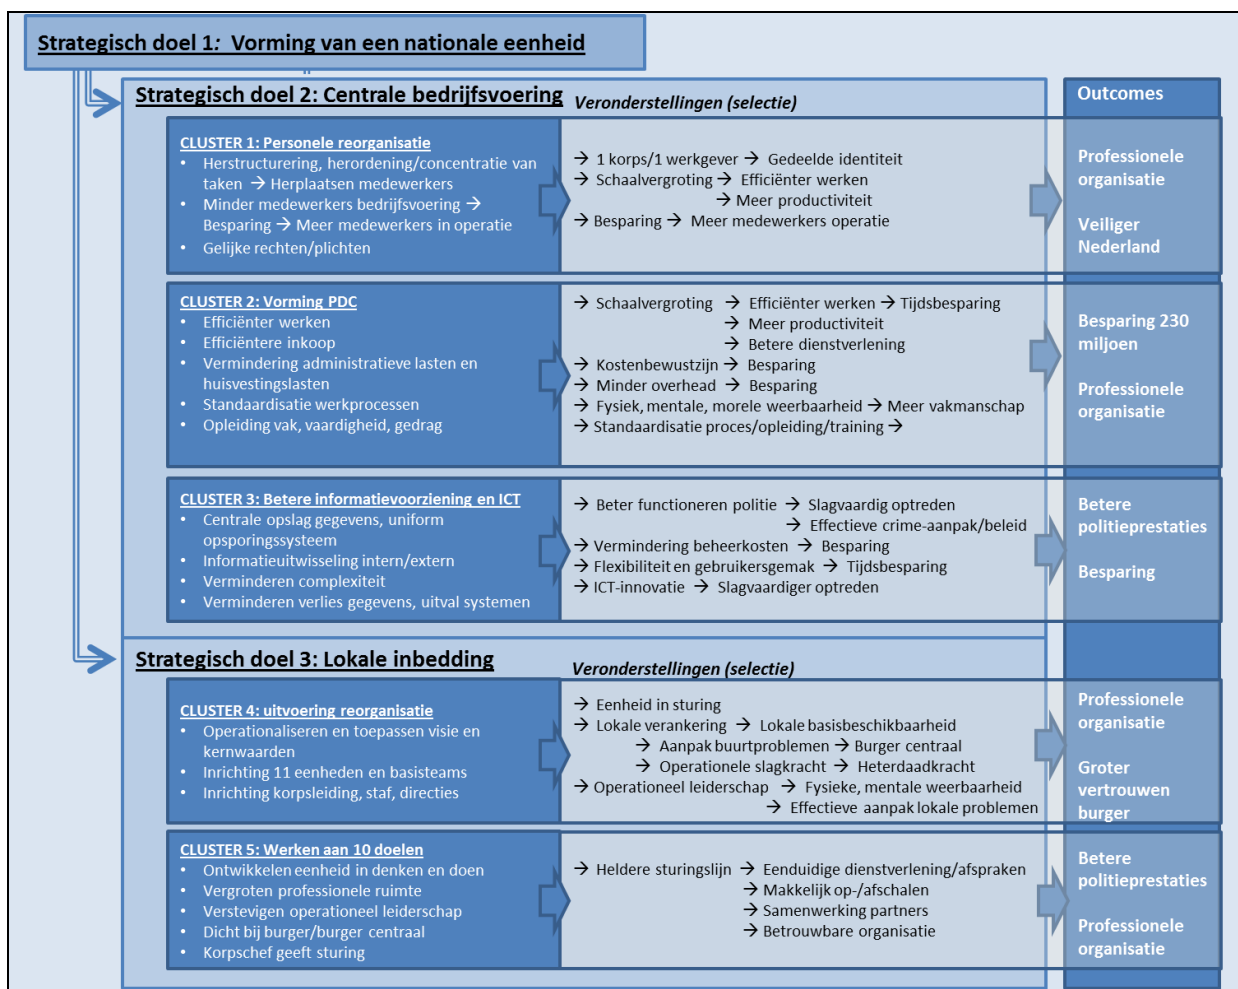 Strategisch doel 1: Vorming van een nationale eenheid
Strategisch doel 2: Centrale bedrijfsvoering
Veronderstellingen (selectie)
Outcomes
CLUSTER 1: Personele reorganisatie
• Herstructurering, herordening/concentratie van
taken → Herplaatsen medewerkers
• Minder medewerkers bedrijfsvoering →
Besparing → Meer medewerkers in operatie
• Gelijke rechten/plichten
→ 1 korps/1 werkgever → Gedeelde identiteit
→ Schaalvergroting → Efficiënter werken
→ Meer productiviteit
→ Besparing → Meer medewerkers operatie
Professionele
organisatie
Veiliger
Nederland
CLUSTER 2: Vorming PDC
• Efficiënter werken
• Efficiëntere inkoop
• Vermindering administratieve lasten en
huisvestingslasten
• Standaardisatie werkprocessen
• Opleiding vak, vaardigheid, gedrag
→ Schaalvergroting → Efficiënter werken → Tijdsbesparing
→ Meer productiviteit
→ Betere dienstverlening
→ Kostenbewustzijn → Besparing
→ Minder overhead → Besparing
→ Fysiek, mentale, morele weerbaarheid → Meer vakmanschap
→ Standaardisatie proces/opleiding/training →
Besparing 230
miljoen
Professionele
organisatie
CLUSTER 3: Betere informatievoorziening en ICT
• Centrale opslag gegevens, uniform
opsporingssysteem
• Informatieuitwisseling intern/extern
• Verminderen complexiteit
• Verminderen verlies gegevens, uitval systemen
→ Beter functioneren politie → Slagvaardig optreden
→ Effectieve crime-aanpak/beleid
→ Vermindering beheerkosten → Besparing
→ Flexibiliteit en gebruikersgemak → Tijdsbesparing
→ ICT-innovatie → Slagvaardiger optreden
Betere
politieprestaties
Besparing
Strategisch doel 3: Lokale inbedding
Veronderstellingen (selectie)
CLUSTER 4: uitvoering reorganisatie
• Operationaliseren en toepassen visie en
kernwaarden
• Inrichting 11 eenheden en basisteams
• Inrichting korpsleiding, staf, directies
→ Eenheid in sturing
→ Lokale verankering → Lokale basisbeschikbaarheid
→ Aanpak buurtproblemen → Burger centraal
→ Operationele slagkracht → Heterdaadkracht
→ Operationeel leiderschap → Fysieke, mentale weerbaarheid
→ Effectieve aanpak lokale problemen
Professionele
organisatie
Groter
vertrouwen
burger
CLUSTER 5: Werken aan 10 doelen
• Ontwikkelen eenheid in denken en doen
• Vergroten professionele ruimte
• Verstevigen operationeel leiderschap
• Dicht bij burger/burger centraal
• Korpschef geeft sturing
→ Heldere sturingslijn → Eenduidige dienstverlening/afspraken
→ Makkelijk op-/afschalen
→ Samenwerking partners
→ Betrouwbare organisatie
Betere
politieprestaties
Professionele
organisatie